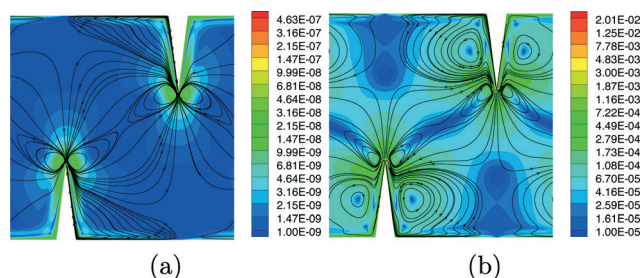 4.63E-07
3.16E-07
2.15E-07
1.47E-07
9.99E-08
6.81E-08
4.64E-08
3.16E-08
2.15E-08
1.47E-08
9.99E-09
6.81E-09
4.64E-09
3.16E-09
2.15E-09
1.47E-09
1.00E-09
2.01E-02
1.25E-02
7.78E-03
4.83E-03
3.00E-03
1.87E-03
1.16E-03
7.22E-04
4.49E-04
2.79E-04
1.73E-04
1.08E-04
6.70E-05
4.16E-05
2.59E-05
1.61E-05
1.00E-05
(a)
(b)